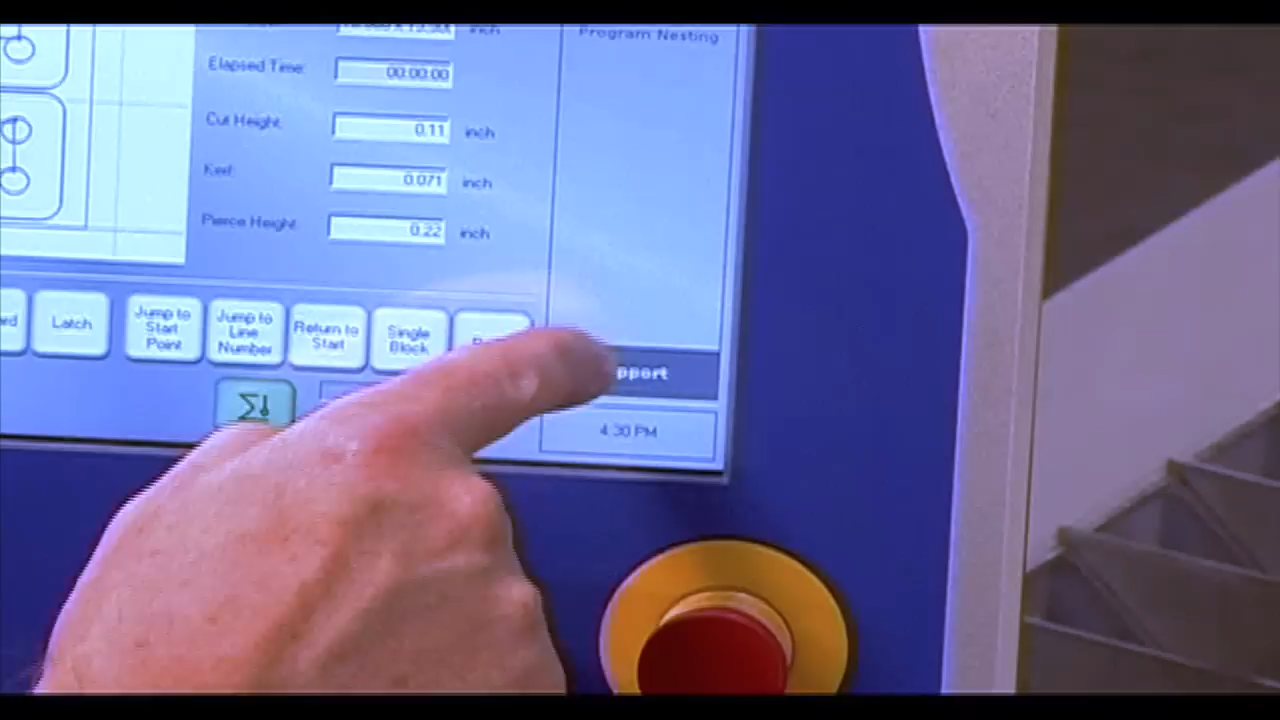 inch
Program Nesting
Elapsed Time:
00:00:00
Cut Height:
0.11
inch
Kerf:
0.071
inch
Pierce Height:
0.22
inch
Latch
Jump to
Start
Point
Jump to
Line
Number
Return to
Start
Single
Block
pport
4:30 PM